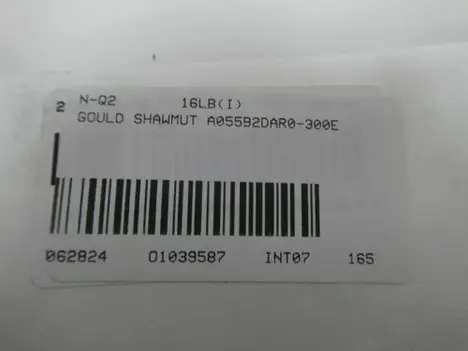 2 N-Q2 16LB(I)
GOULD SHAWMUT A055B2DAR0-300E
062824 01039587 INT07 165